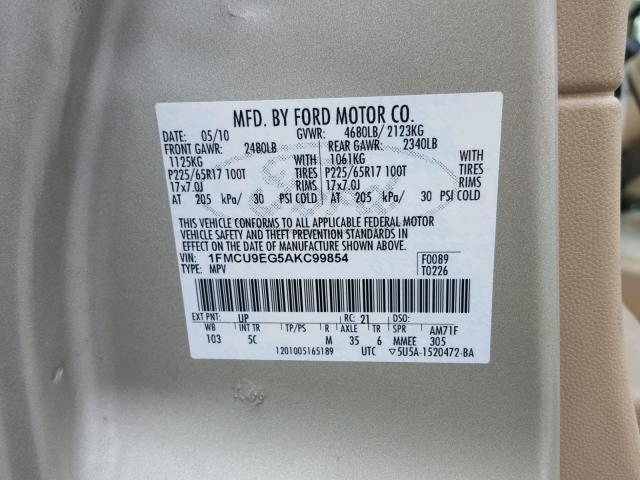 MFD. BY FORD MOTOR CO.
DATE: 05/10 GVWR: 4680LB/ 2123KG
FRONT GAWR: 2480LB REAR GAWR: 2340LB
1125KG WITH 1061KG WITH
P225/65R17 100T TIRES P225/65R17 100T TIRES
17x7.0J RIMS 17x7.0J RIMS
AT 205 kPa/ 30 PSI COLD AT 205 kPa/ 30 PSI COLD
THIS VEHICLE CONFORMS TO ALL APPLICABLE FEDERAL MOTOR
VEHICLE SAFETY AND THEFT PREVENTION STANDARDS IN
EFFECT ON THE DATE OF MANUFACTURE SHOWN ABOVE.
VIN: 1FMCU9EG5AKC99854 F0089
TYPE: MPV T0226
EXT PNT: UP RC: 21 DSO:
WB INT TR TP/PS R AXLE TR SPR AM71F
103 5C M 35 6 MMEE 305
1201005165189 UTC ▽5U5A-1520472-BA